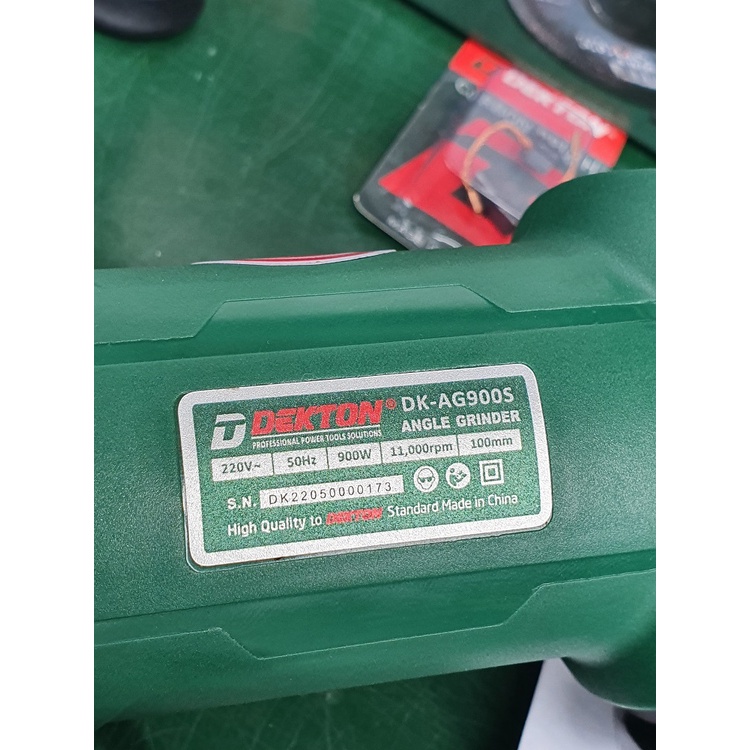 DEKTON
D DEKTON® DK-AG900S
PROFESSIONAL POWER TOOLS SOLUTIONS ANGLE GRINDER
220V~ 50Hz 900W 11,000rpm 100mm
S.N. DK22050000173
High Quality to DEKTON Standard Made in China